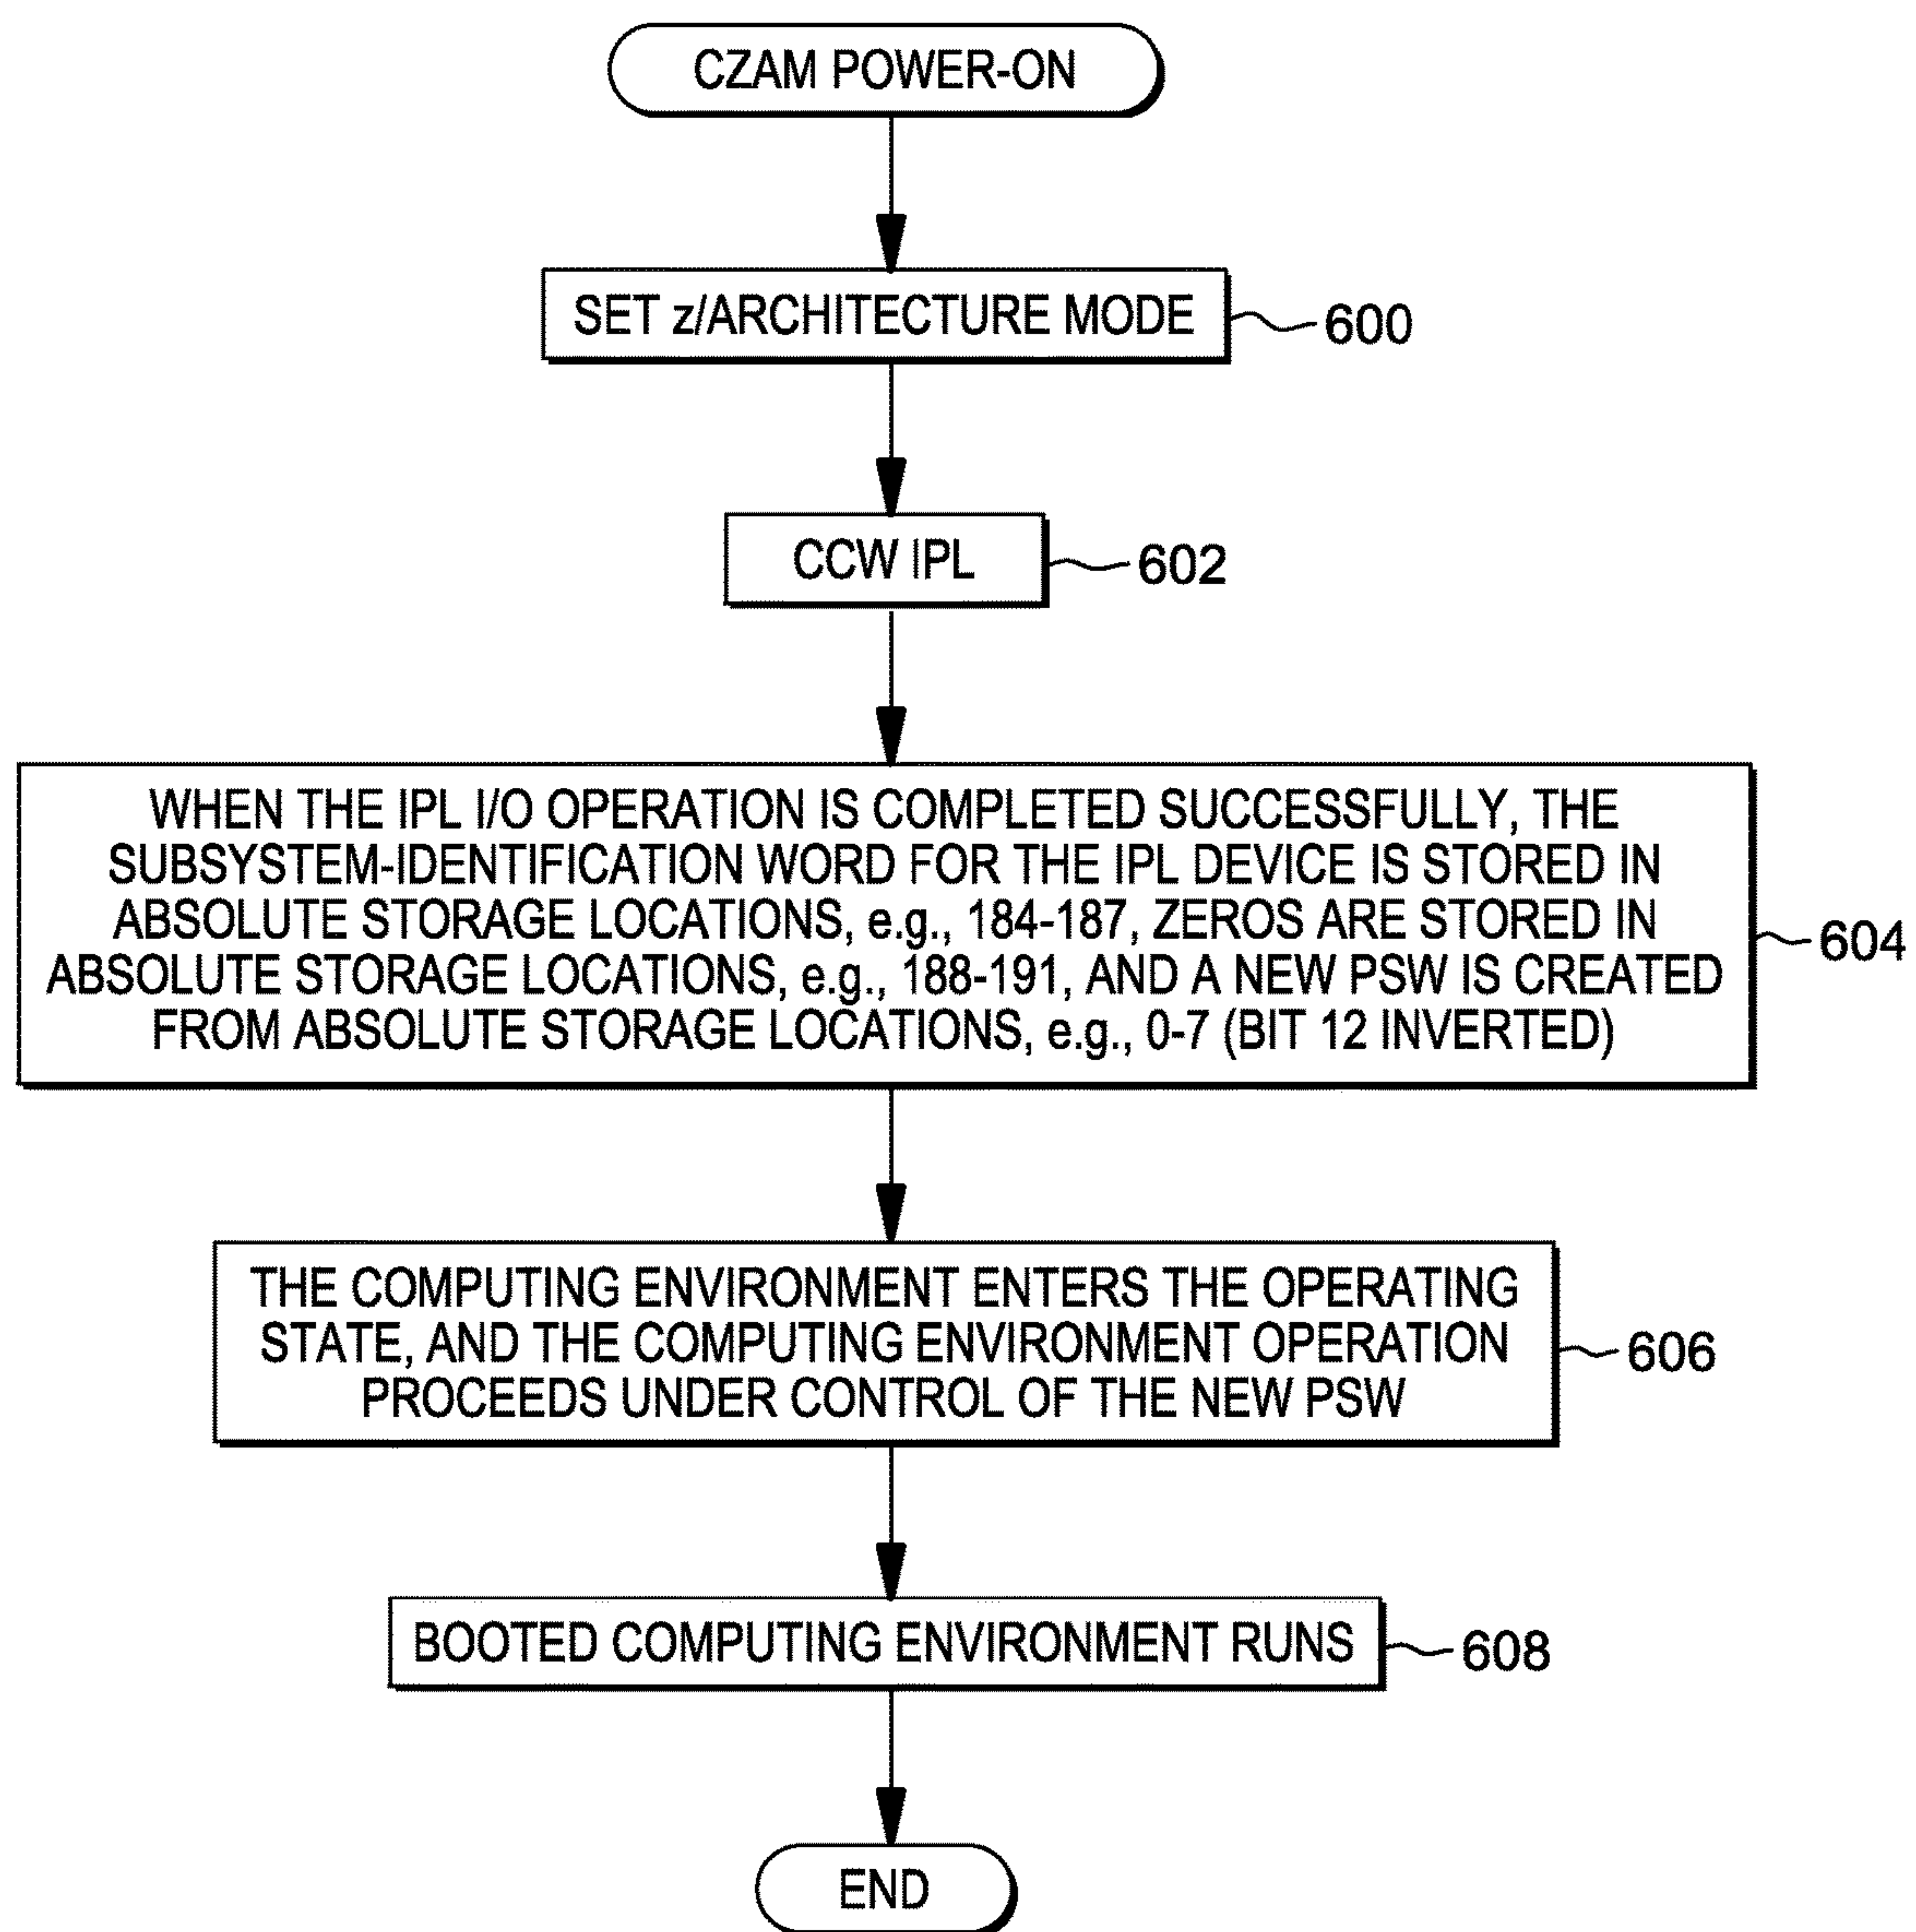 CZAM POWER-ON
SET z/ARCHITECTURE MODE
600
CCW IPL
602
WHEN THE IPL I/O OPERATION IS COMPLETED SUCCESSFULLY, THE
SUBSYSTEM-IDENTIFICATION WORD FOR THE IPL DEVICE IS STORED IN
ABSOLUTE STORAGE LOCATIONS, e.g., 184-187, ZEROS ARE STORED IN
ABSOLUTE STORAGE LOCATIONS, e.g., 188-191, AND A NEW PSW IS CREATED
FROM ABSOLUTE STORAGE LOCATIONS, e.g., 0-7 (BIT 12 INVERTED)
604
THE COMPUTING ENVIRONMENT ENTERS THE OPERATING
STATE, AND THE COMPUTING ENVIRONMENT OPERATION
PROCEEDS UNDER CONTROL OF THE NEW PSW
606
BOOTED COMPUTING ENVIRONMENT RUNS
608
END